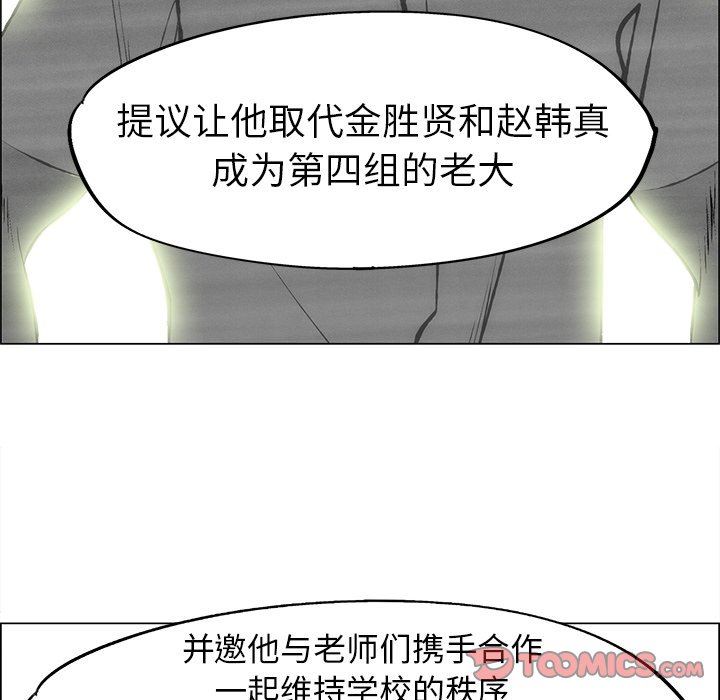 提议让他取代金胜贤和赵韩真
成为第四组的老大
并邀他与老师们携手合作
一起维持学校的秩序
TOOMICS.COM